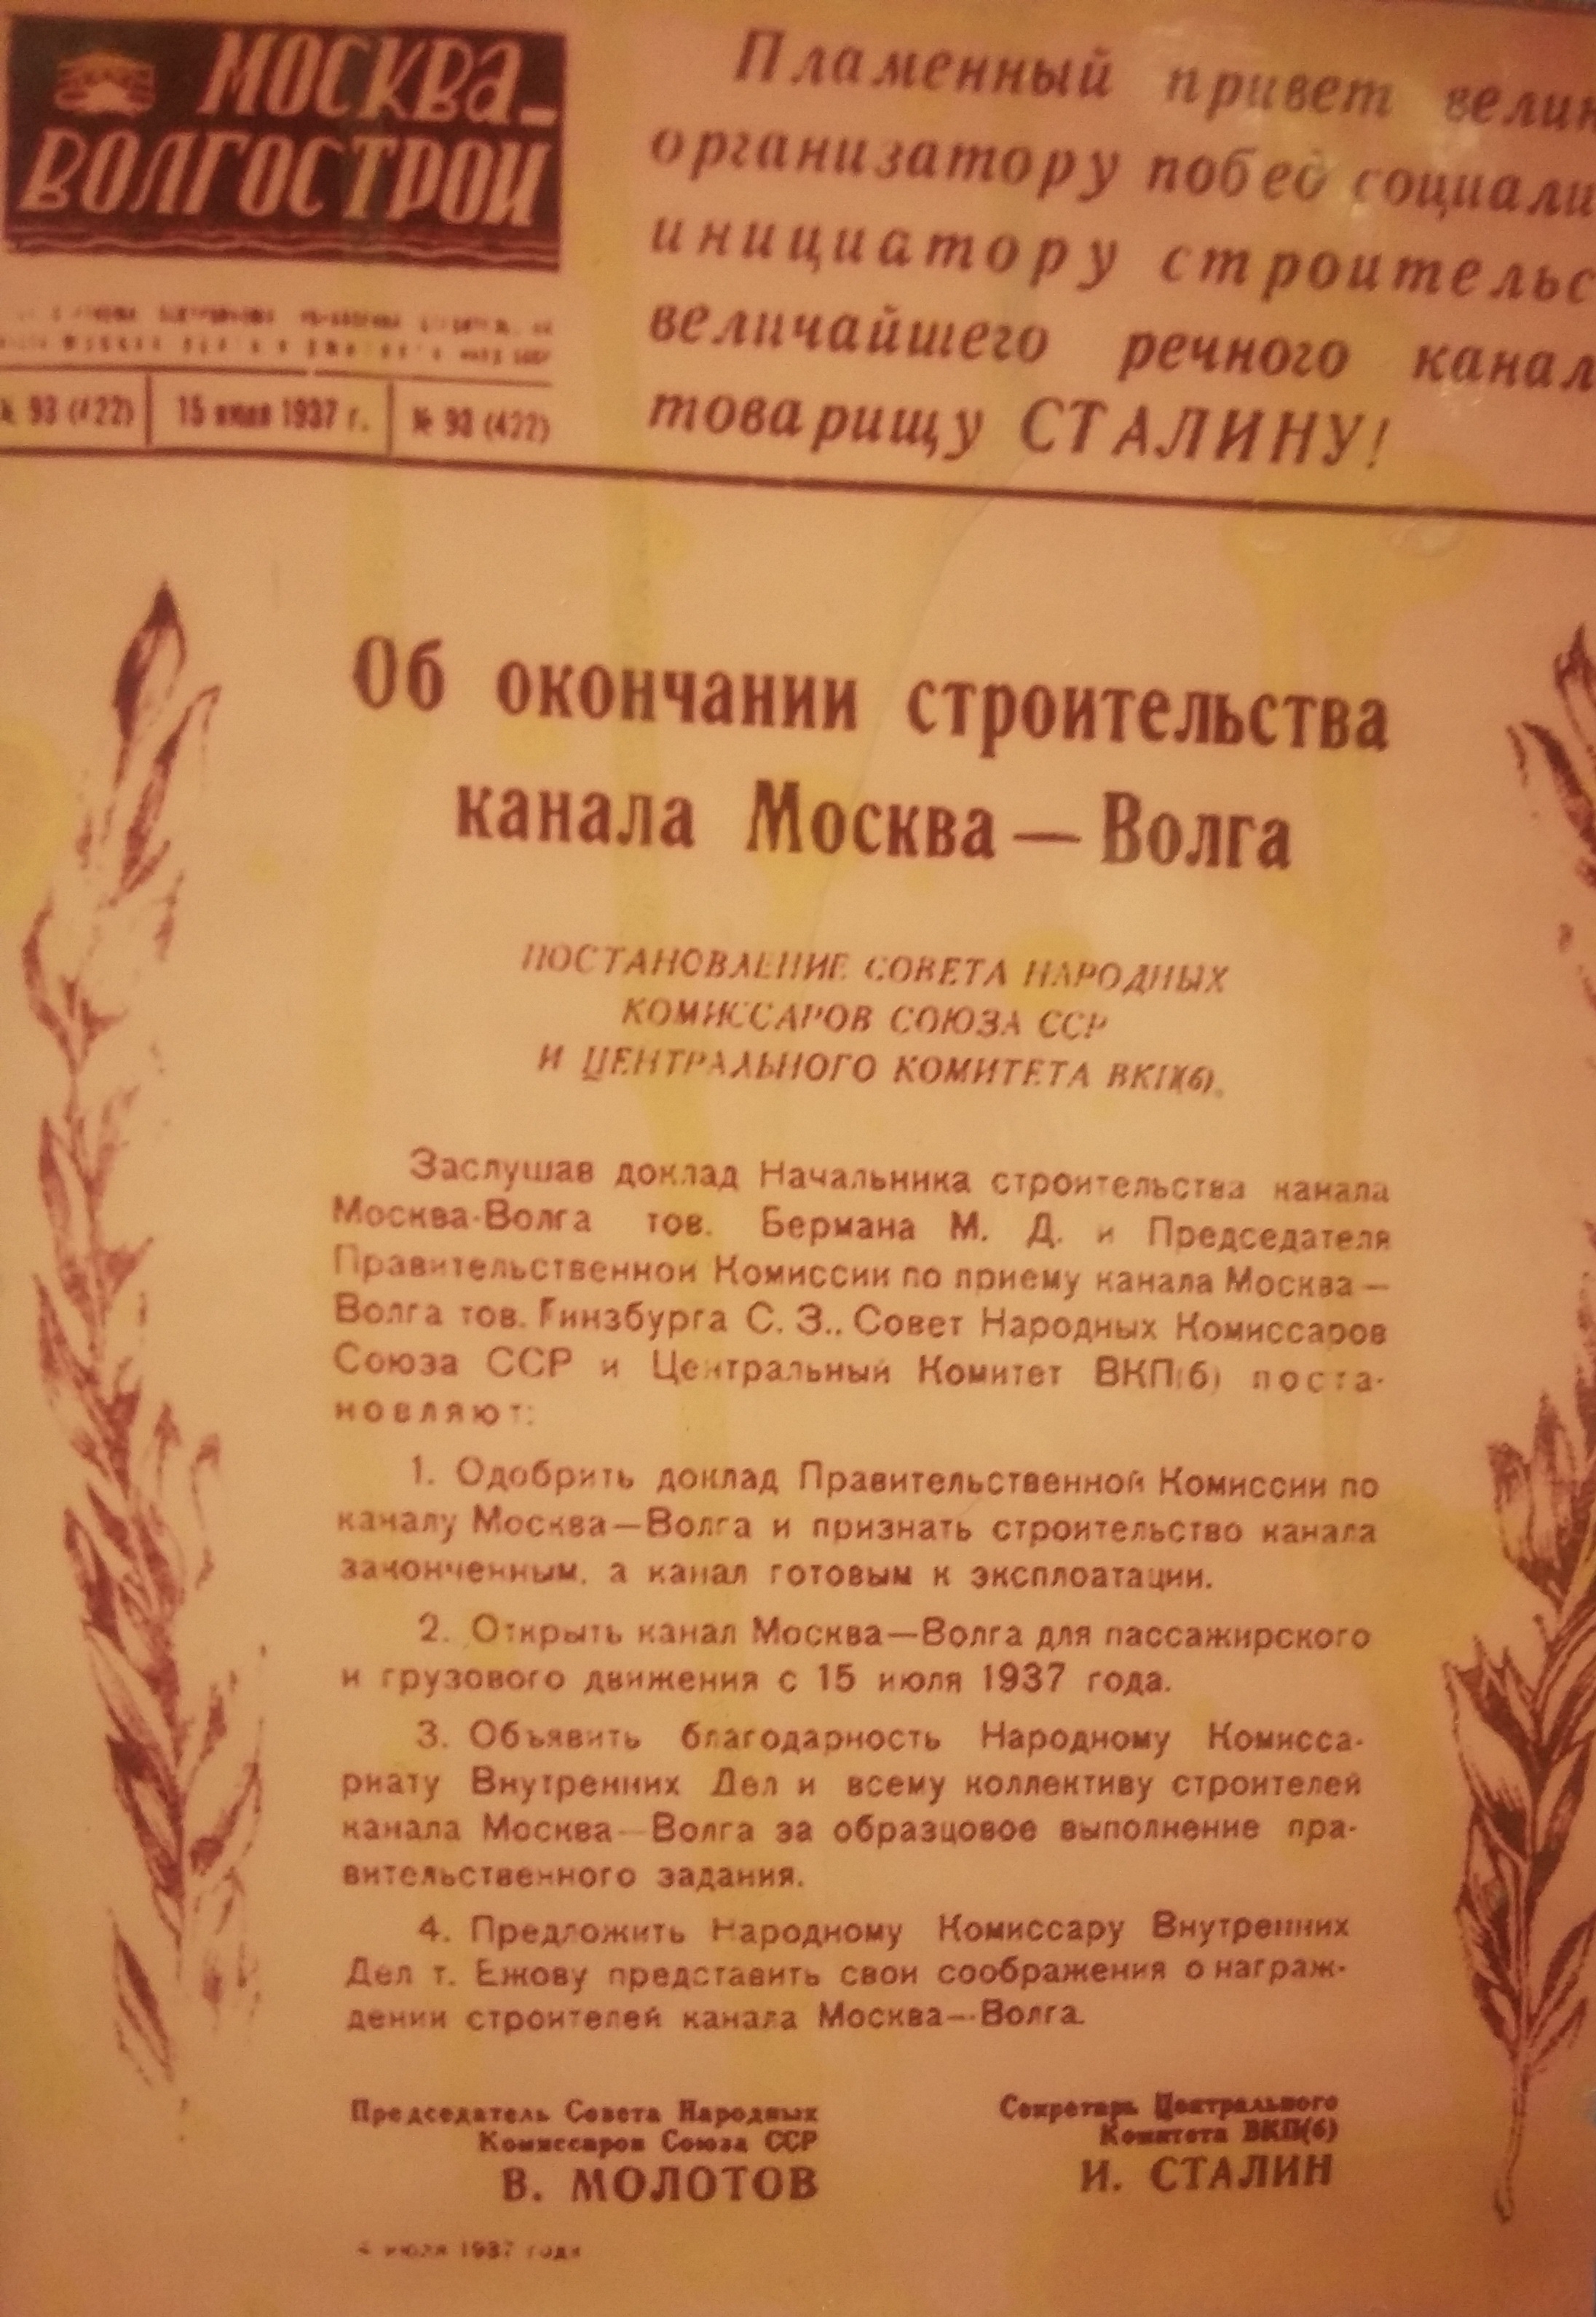 МОСКВА-
ВОЛГОСТРОЙ
№ 93 (422)
15 июля 1937 г.
№ 93 (422)
Пламенный привет велик
организатору побед социали
инициатору строительс
величайшего речного канал
товарищу СТАЛИНУ!
Об окончании строительства
канала Москва — Волга
ПОСТАНОВЛЕНИЕ СОВЕТА НАРОДНЫХ
КОМИССАРОВ СОЮЗА ССР
И ЦЕНТРАЛЬНОГО КОМИТЕТА ВКП(б).
Заслушав доклад Начальника строительства канала
Москва-Волга тов. Бермана М. Д. и Председателя
Правительственной Комиссии по приему канала Москва —
Волга тов. Гинзбурга С. З., Совет Народных Комиссаров
Союза ССР и Центральный Комитет ВКП(б) поста-
новляют:
1. Одобрить доклад Правительственной Комиссии по
каналу Москва—Волга и признать строительство канала
законченным, а канал готовым к эксплоатации.
2. Открыть канал Москва—Волга для пассажирского
и грузового движения с 15 июля 1937 года.
3. Объявить благодарность Народному Комисса-
риату Внутренних Дел и всему коллективу строителей
канала Москва—Волга за образцовое выполнение пра-
вительственного задания.
4. Предложить Народному Комиссару Внутренних
Дел т. Ежову представить свои соображения о награж-
дении строителей канала Москва—Волга.
Председатель Совета Народных
Комиссаров Союза ССР
В. МОЛОТОВ
Секретарь Центрального
Комитета ВКП(б)
И. СТАЛИН
4 июля 1937 года